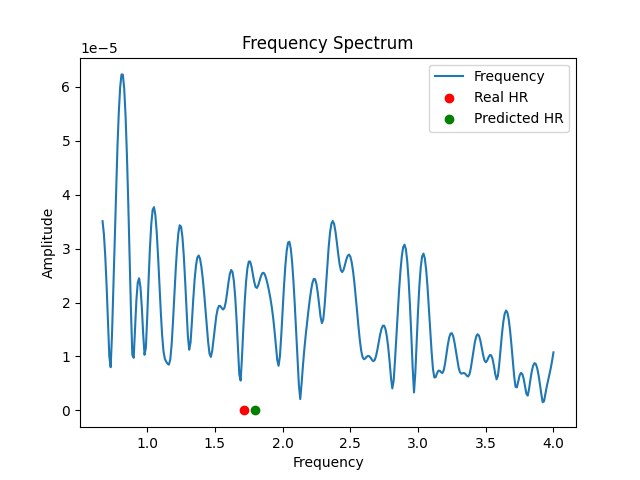 Frequency Spectrum
1e−5
Frequency
Real HR
Predicted HR
6
5
4
3
2
1
0
Amplitude
1.0 1.5 2.0 2.5 3.0 3.5 4.0
Frequency